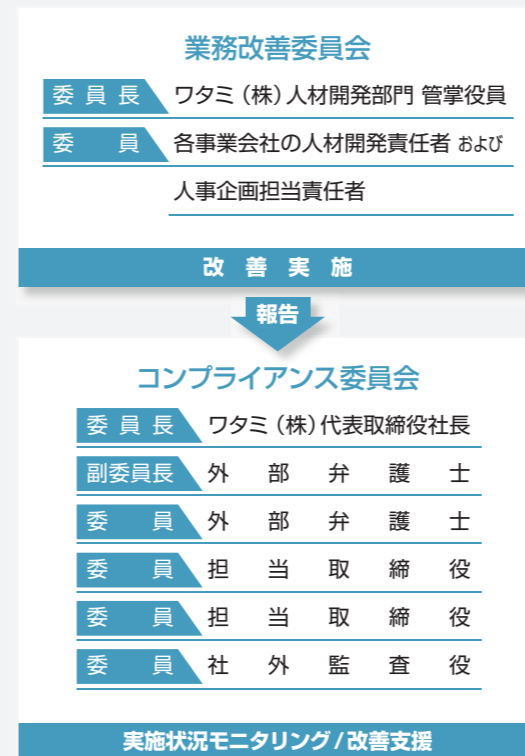 業務改善委員会
委員長 ワタミ（株）人材開発部門 管掌役員
委員 各事業会社の人材開発責任者 および
人事企画担当責任者
改善実施
報告
コンプライアンス委員会
委員長 ワタミ（株）代表取締役社長
副委員長 外部弁護士
委員 外部弁護士
委員 担当取締役
委員 担当取締役
委員 社外監査役
実施状況モニタリング/改善支援